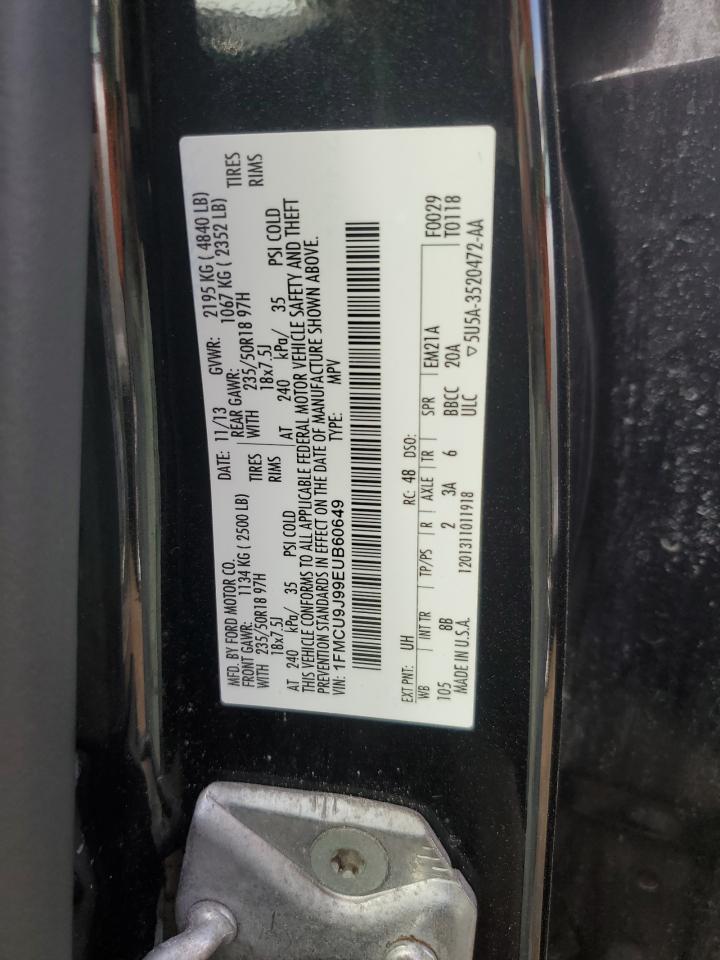 MFD. BY FORD MOTOR CO.
DATE: 11/13 GVWR: 2195 KG ( 4840 LB)
FRONT GAWR: 1134 KG ( 2500 LB)
REAR GAWR: 1067 KG ( 2352 LB)
WITH 235/50R18 97H TIRES
WITH 235/50R18 97H TIRES
18x7.5J RIMS
18x7.5J RIMS
AT 240 kPa/ 35 PSI COLD
AT 240 kPa/ 35 PSI COLD
THIS VEHICLE CONFORMS TO ALL APPLICABLE FEDERAL MOTOR VEHICLE SAFETY AND THEFT
PREVENTION STANDARDS IN EFFECT ON THE DATE OF MANUFACTURE SHOWN ABOVE.
VIN: 1FMCU9J99EUB60649
TYPE: MPV
EXT PNT: UH RC: 48 DSO: F0029
WB INT TR TP/PS R AXLE TR SPR EM21A T0118
105 8B 2 3A 6 BBCC 20A
MADE IN U.S.A. 1201311011918 ULC ▽5U5A-3520472-AA